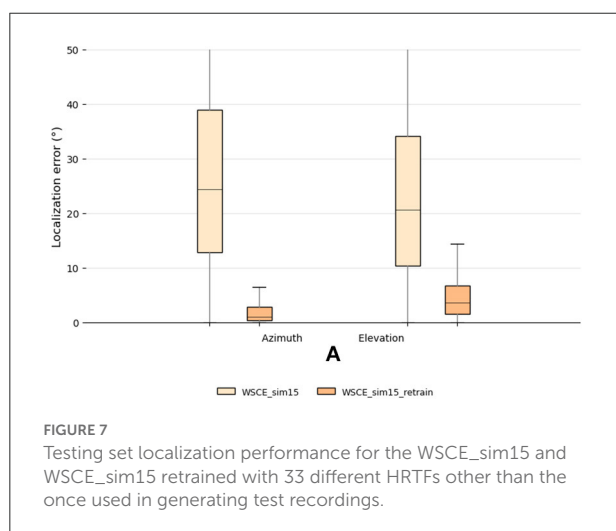 50
40
30
20
10
0
Localization error (°)
Azimuth Elevation
A
WSCE_sim15 WSCE_sim15_retrain
FIGURE 7
Testing set localization performance for the WSCE_sim15 and
WSCE_sim15 retrained with 33 different HRTFs other than the
once used in generating test recordings.